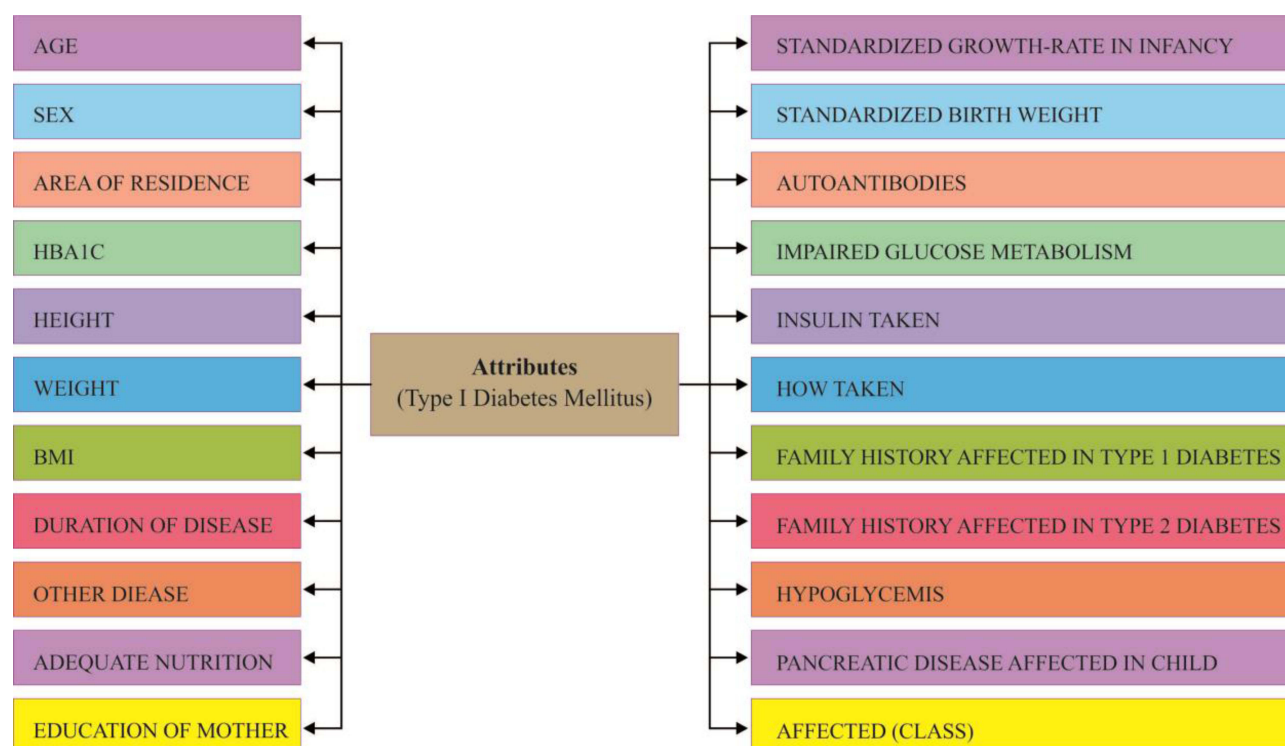 AGE
SEX
AREA OF RESIDENCE
HBA1C
HEIGHT
WEIGHT
BMI
DURATION OF DISEASE
OTHER DIEASE
ADEQUATE NUTRITION
EDUCATION OF MOTHER
Attributes
(Type I Diabetes Mellitus)
STANDARDIZED GROWTH-RATE IN INFANCY
STANDARDIZED BIRTH WEIGHT
AUTOANTIBODIES
IMPAIRED GLUCOSE METABOLISM
INSULIN TAKEN
HOW TAKEN
FAMILY HISTORY AFFECTED IN TYPE 1 DIABETES
FAMILY HISTORY AFFECTED IN TYPE 2 DIABETES
HYPOGLYCEMIS
PANCREATIC DISEASE AFFECTED IN CHILD
AFFECTED (CLASS)